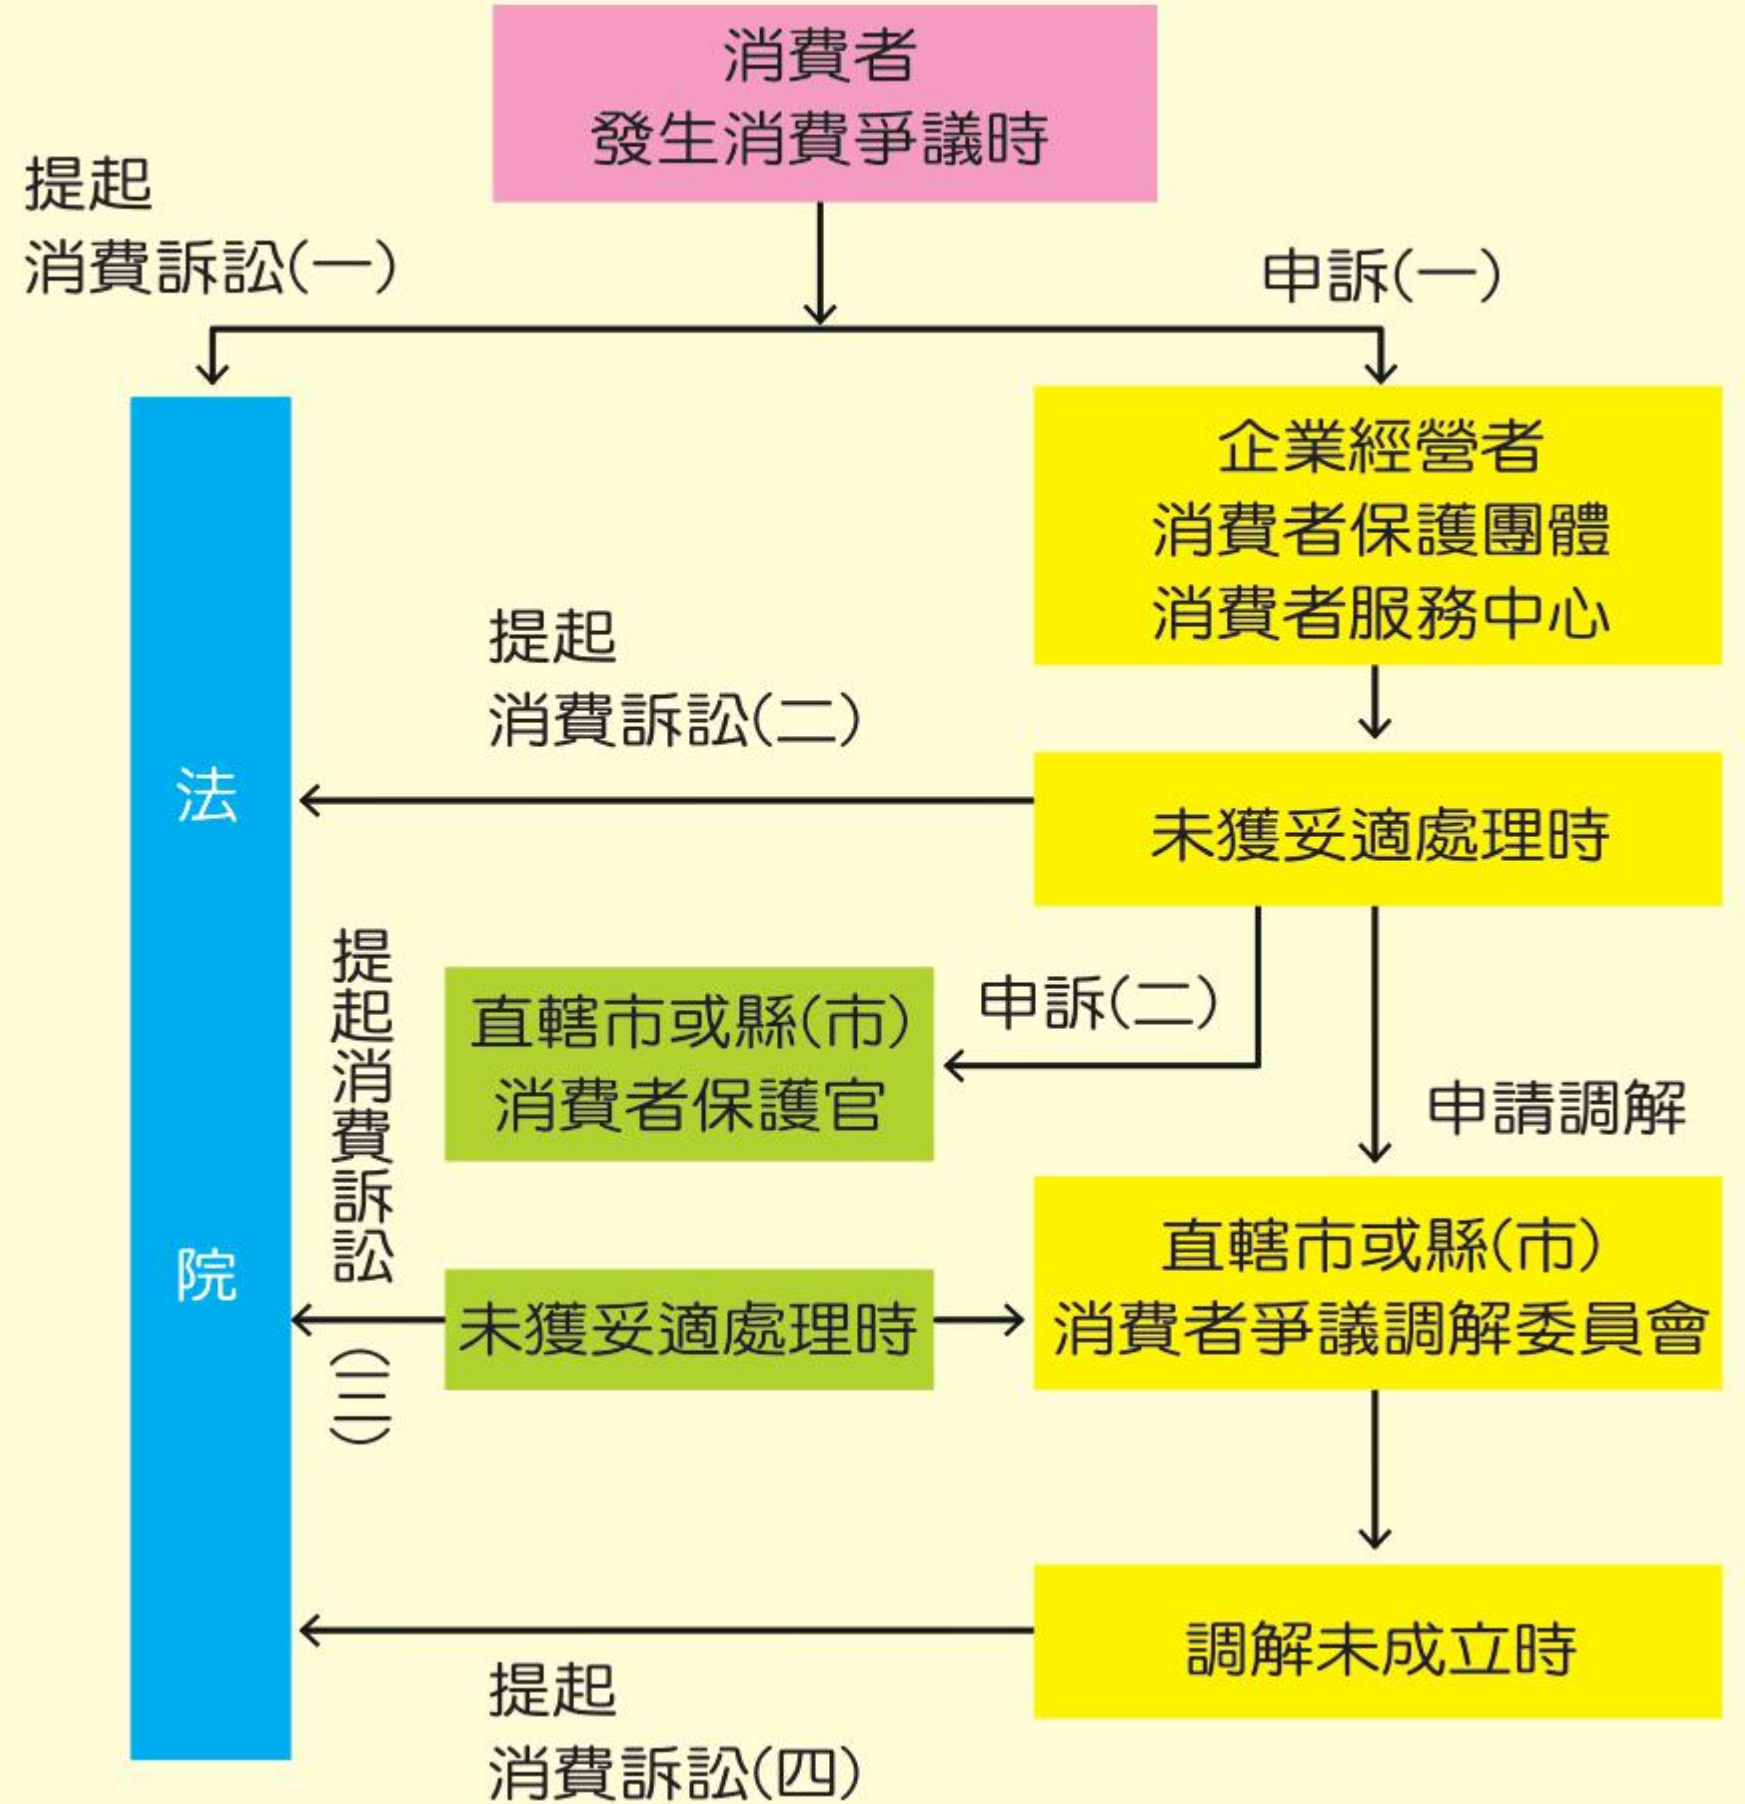 消費者
發生消費爭議時
提起
消費訴訟(一)
申訴(一)
企業經營者
消費者保護團體
消費者服務中心
提起
消費訴訟(二)
未獲妥適處理時
法院
提起消費訴訟(三)
直轄市或縣(市)
消費者保護官
申訴(二)
申請調解
未獲妥適處理時
直轄市或縣(市)
消費者爭議調解委員會
調解未成立時
提起
消費訴訟(四)